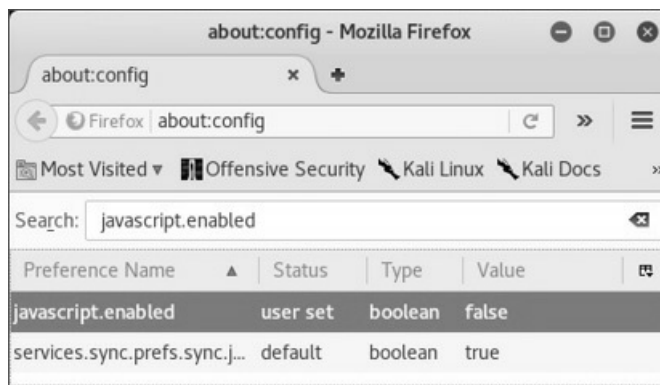 about:config - Mozilla Firefox
about:config
Firefox about:config
Most Visited Offensive Security Kali Linux Kali Docs »
Search: javascript.enabled
Preference Name Status Type Value
javascript.enabled user set boolean false
services.sync.prefs.sync.j... default boolean true